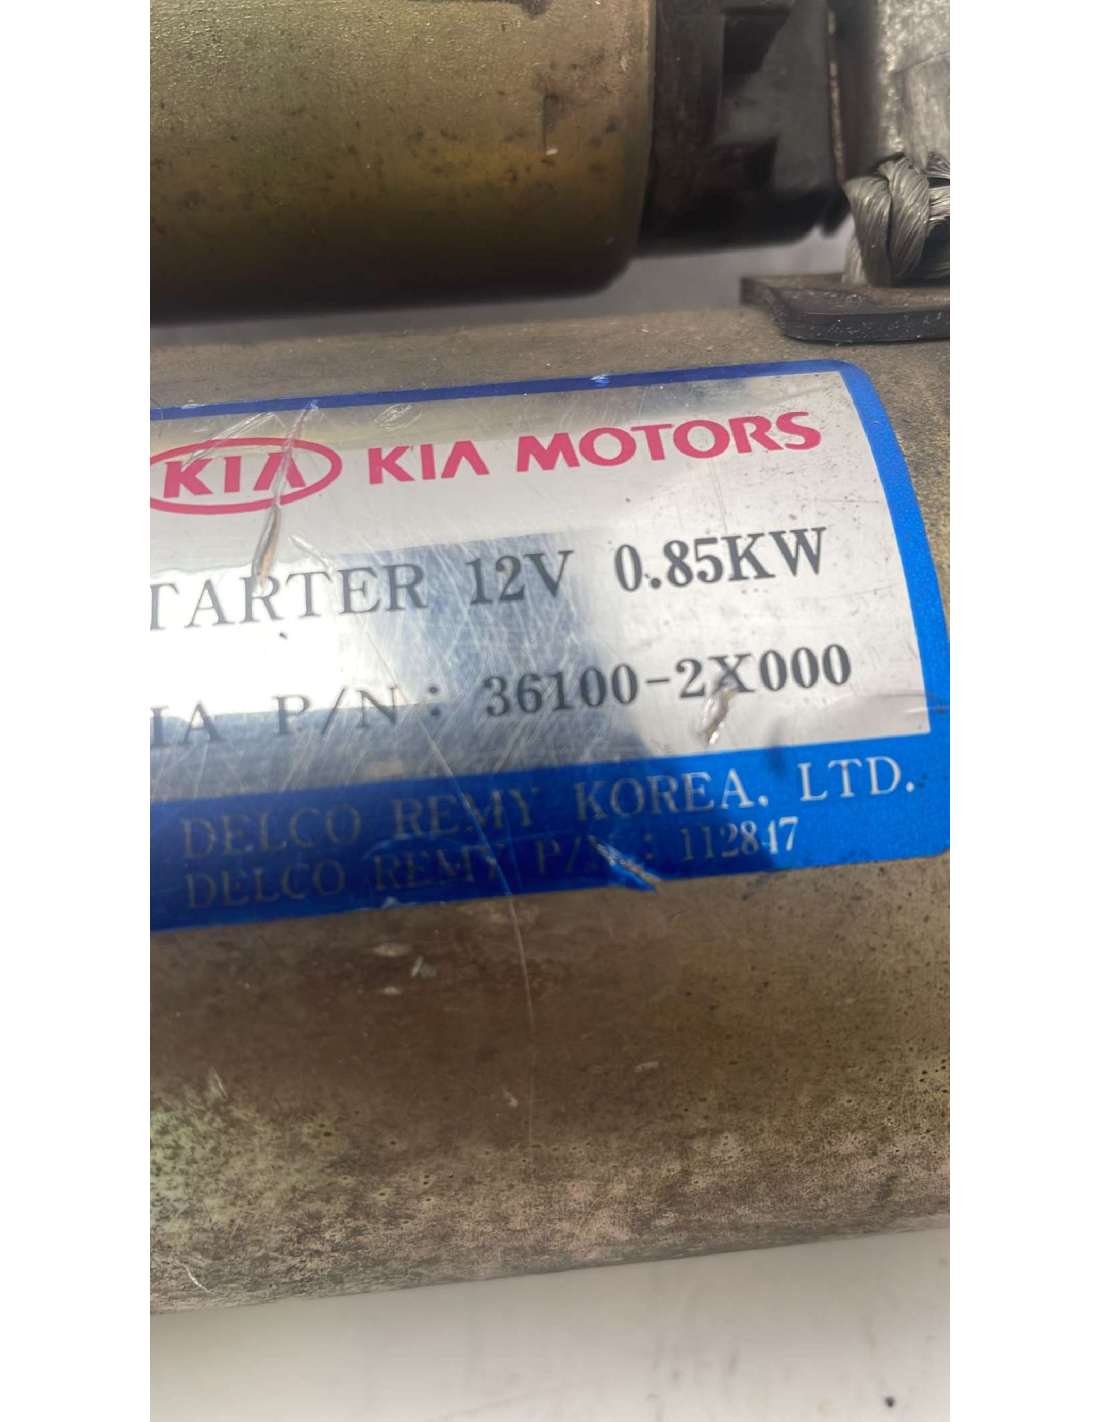 KIA KIA MOTORS
TARTER 12V 0.85KW
IA P/N: 36100-2X000
DELCO REMY KOREA. LTD.
DELCO REMY P/N.: 112847